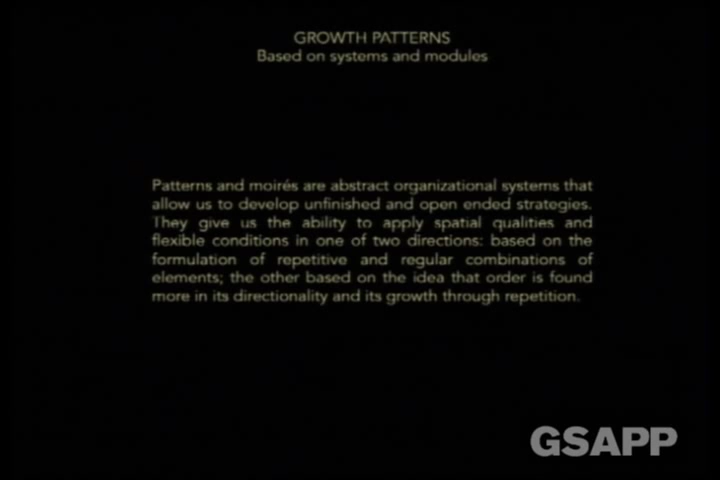 GROWTH PATTERNS
Based on systems and modules
Patterns and moirés are abstract organizational systems that
allow us to develop unfinished and open ended strategies.
They give us the ability to apply spatial qualities and
flexible conditions in one of two directions: based on the
formulation of repetitive and regular combinations of
elements; the other based on the idea that order is found
more in its directionality and its growth through repetition.
GSAPP